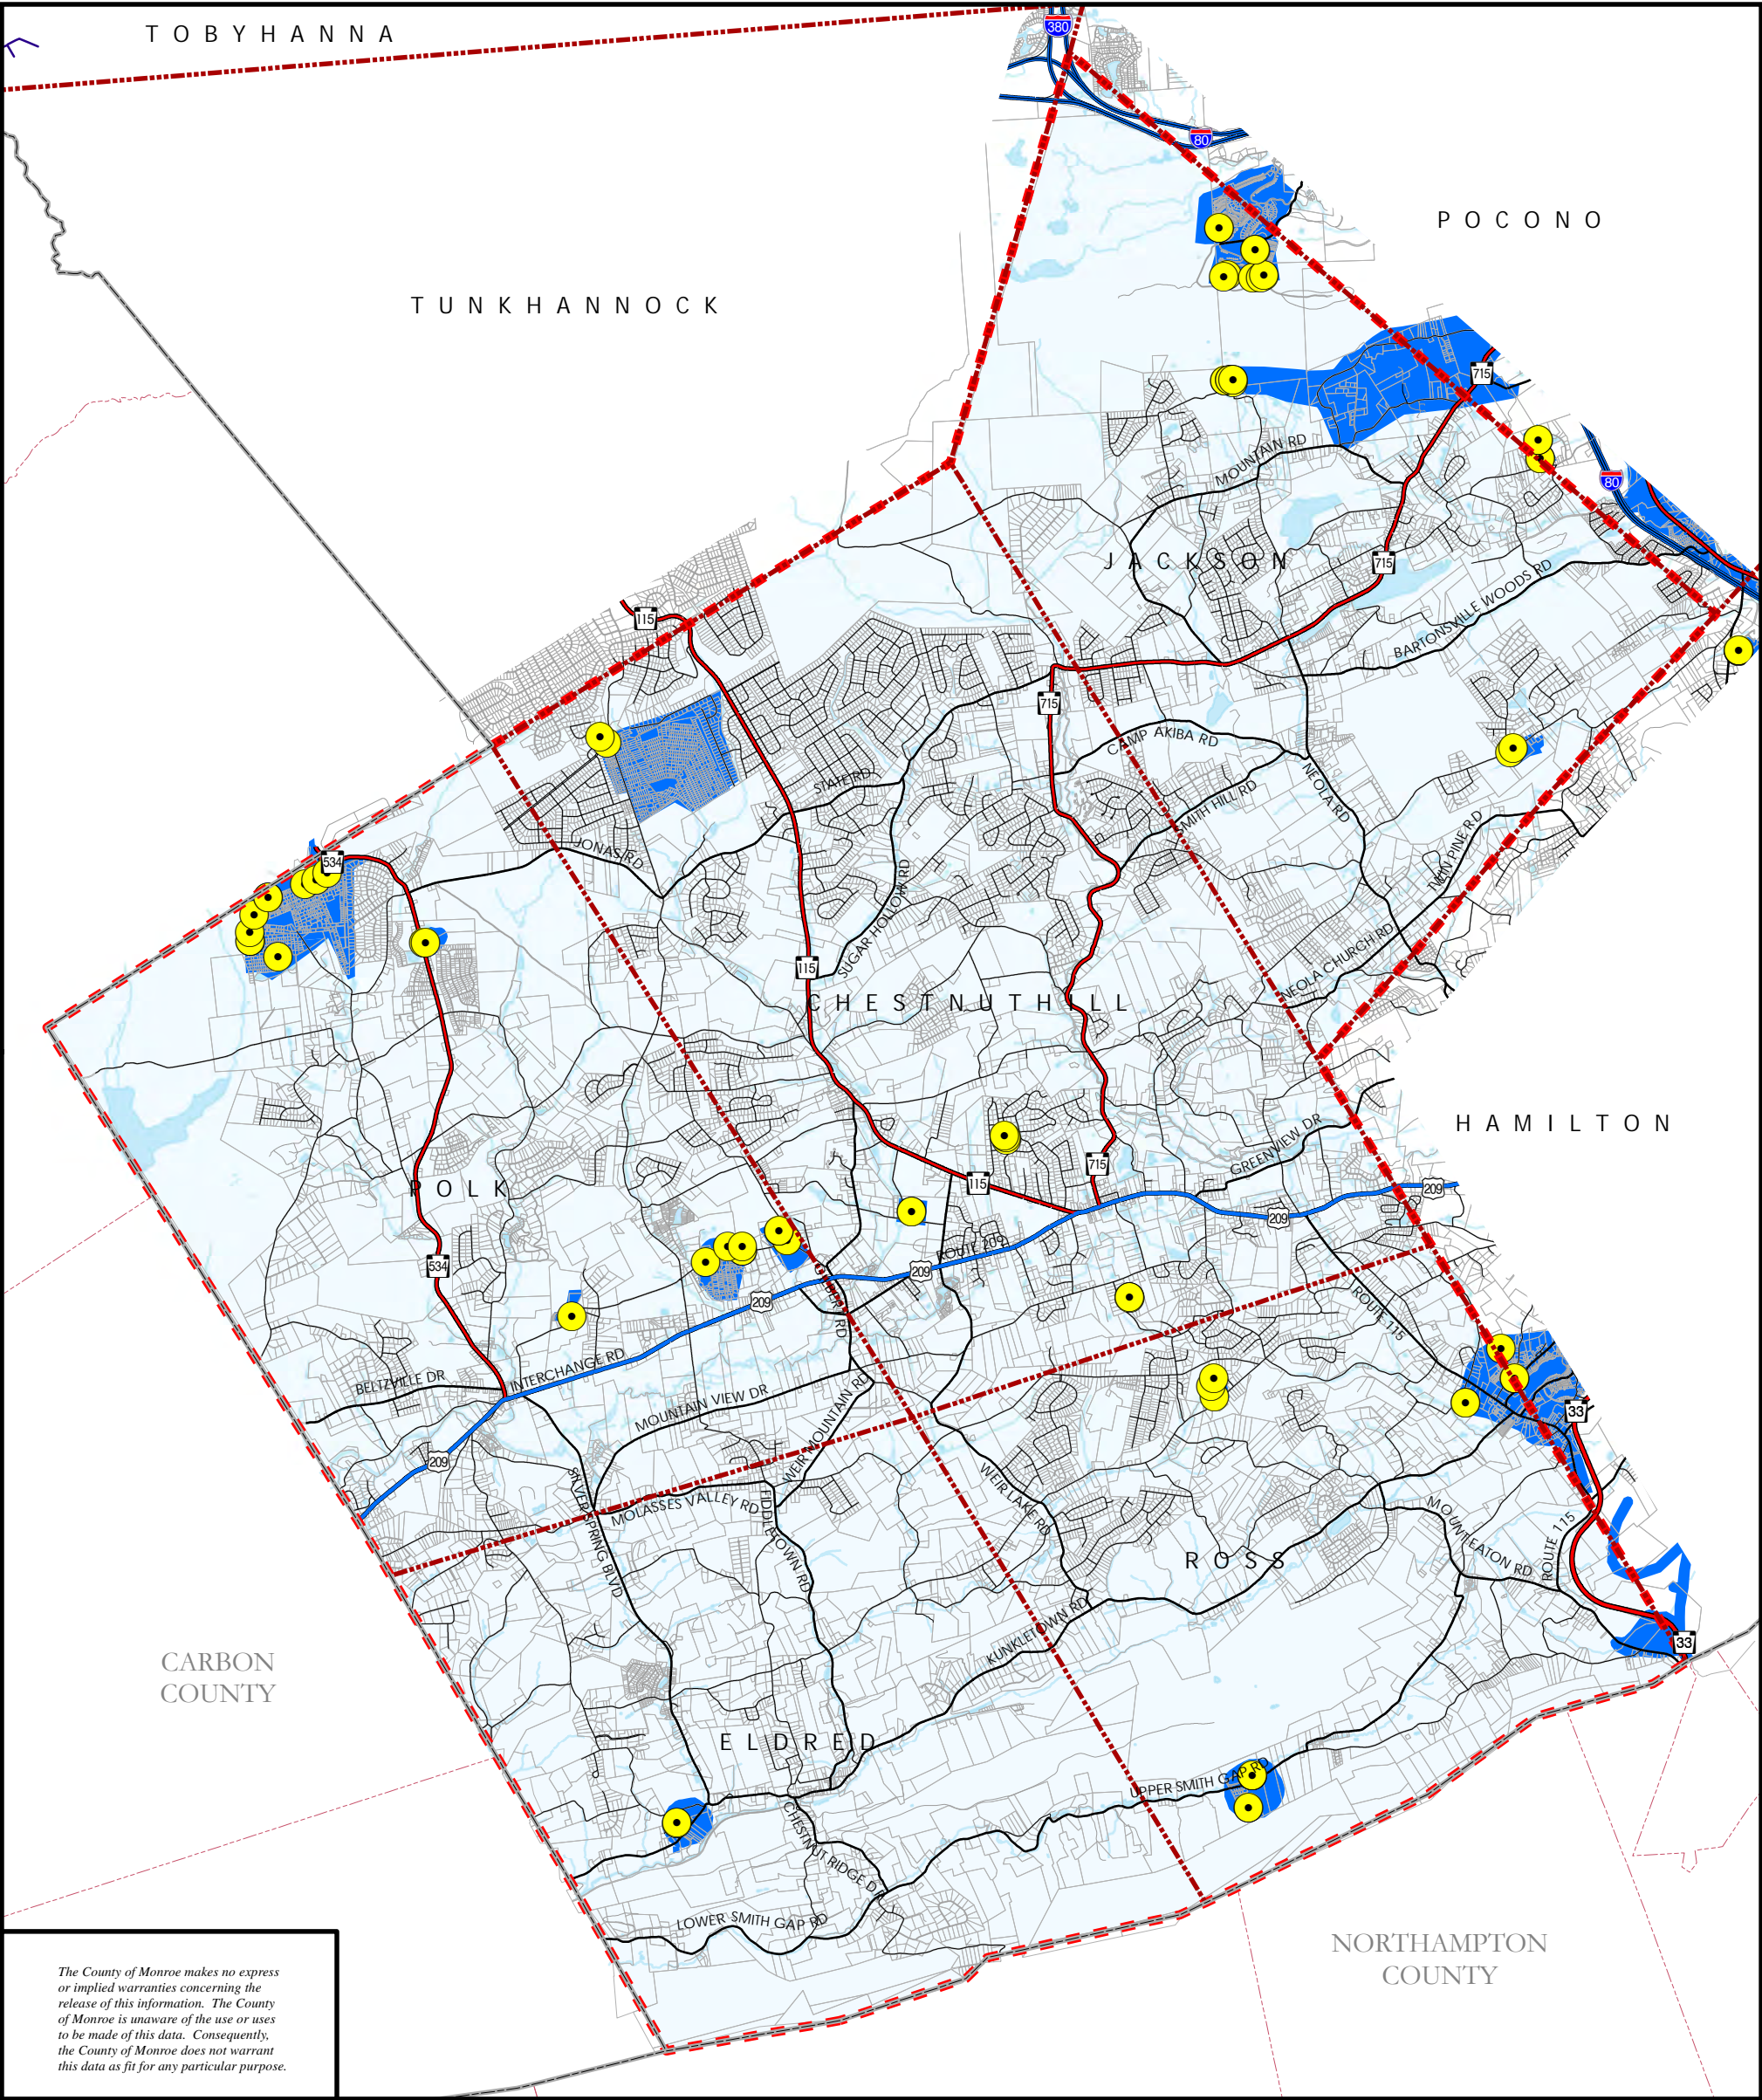 TOBYHANNA
380
80
POCONO
TUNKHANNOCK
715
MOUNTAIN RD
80
JACKSON
715
BARTONSVILLE WOODS RD
115
715
CAMP AKIBA RD
STATE RD
SMITH HILL RD
NEOLA RD
JONAS RD
534
TWIN PINE RD
SUGAR HOLLOW RD
115
NEOLA CHURCH RD
CHESTNUTHILL
HAMILTON
GREENVIEW DR
715
115
POLK
209
209
ROUTE 209
534
209
209
GILBERT RD
ROUTE 115
INTERCHANGE RD
BELTZVILLE DR
MOUNTAIN VIEW DR
WEIR MOUNTAIN RD
33
209
SILVER SPRING BLVD
MOLASSES VALLEY RD
FIDDLETOWN RD
WEIR LAKE RD
MOUNT EATON RD
ROUTE 115
ROSS
KUNKLETOWN RD
33
CARBON
COUNTY
ELDRED
UPPER SMITH GAP RD
CHESTNUT RIDGE DR
LOWER SMITH GAP RD
NORTHAMPTON
COUNTY
The County of Monroe makes no express
or implied warranties concerning the
release of this information. The County
of Monroe is unaware of the use or uses
to be made of this data. Consequently,
the County of Monroe does not warrant
this data as fit for any particular purpose.